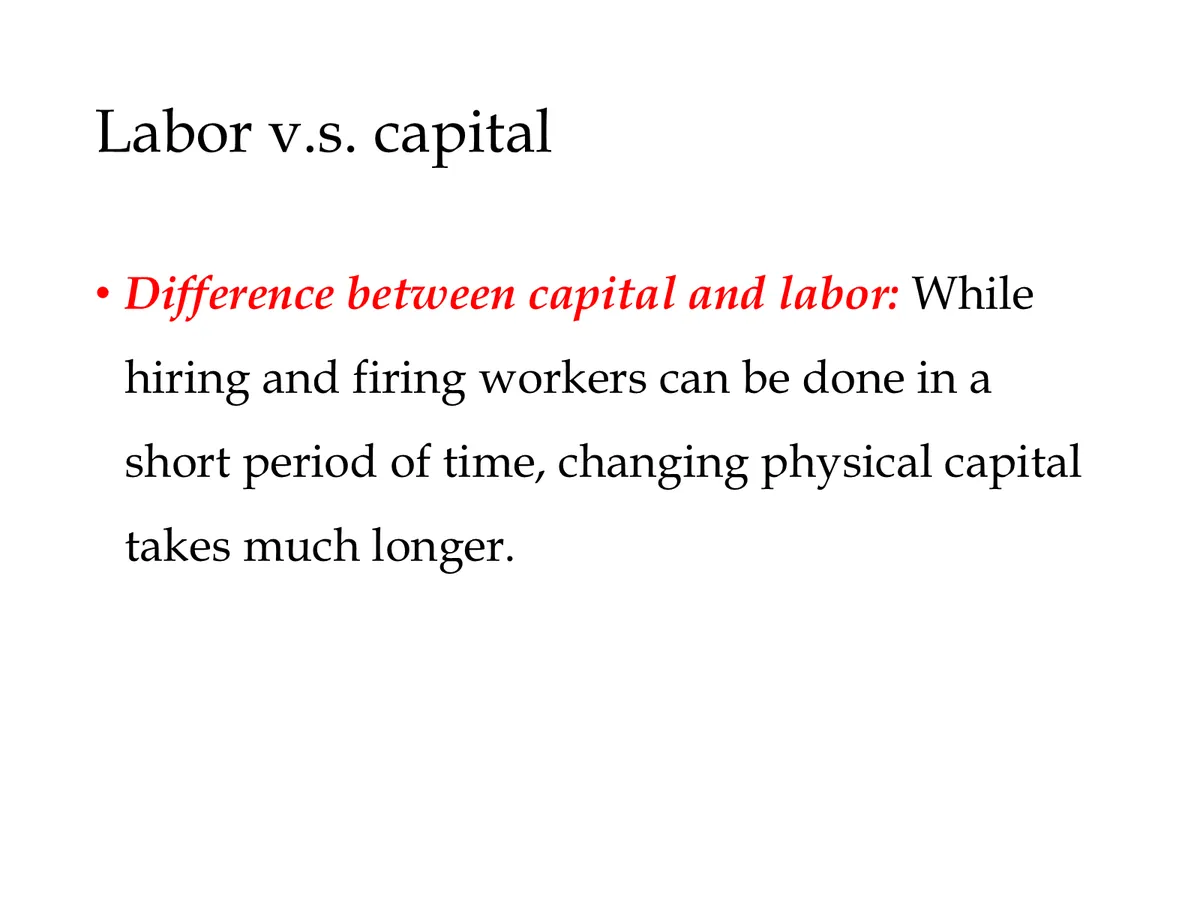 Labor v.s. capital
• Difference between capital and labor: While
hiring and firing workers can be done in a
short period of time, changing physical capital
takes much longer.